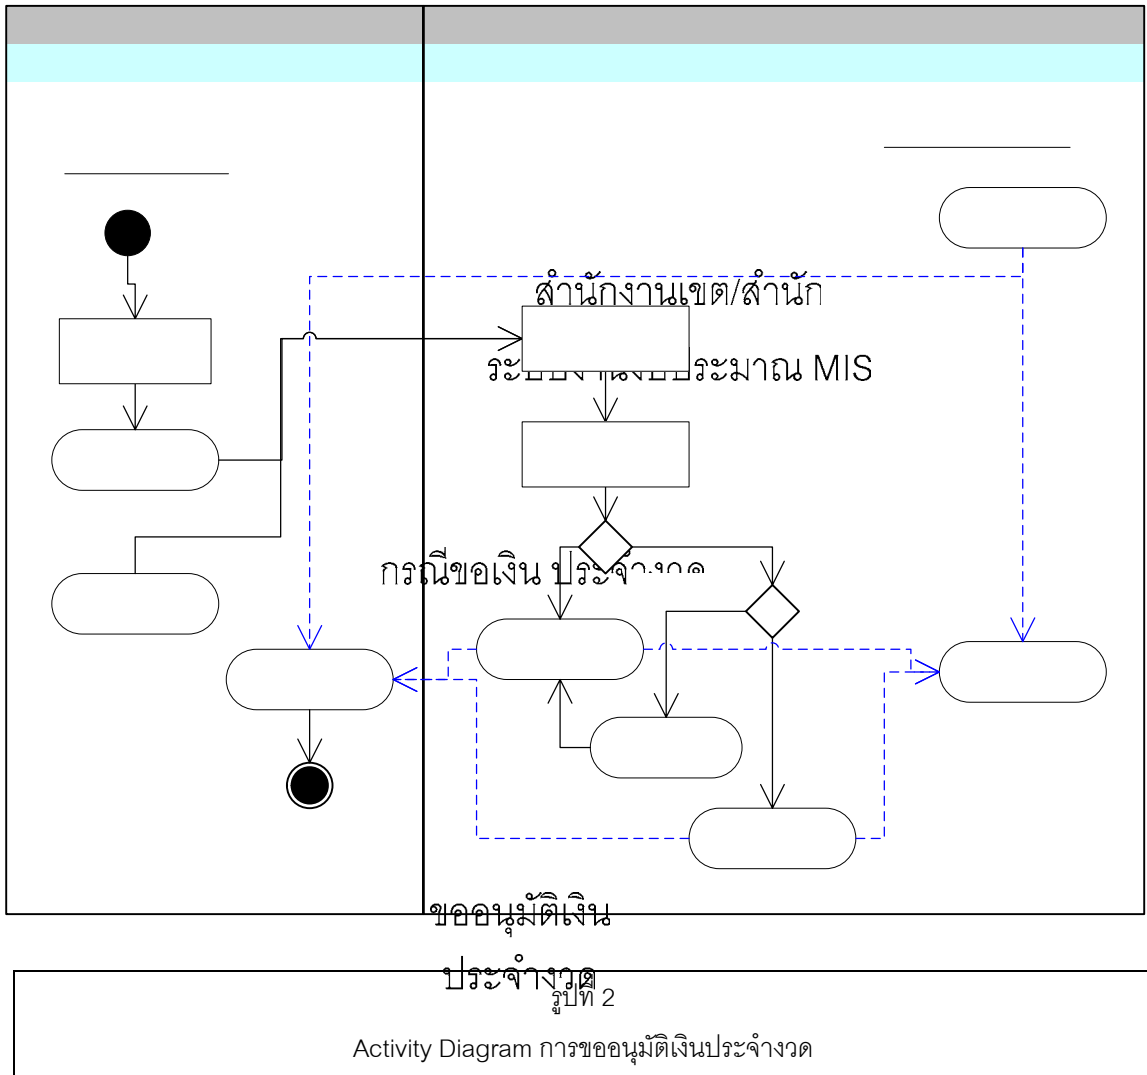 สำนักงานเขต/สำนัก
ระบบงานงบประมาณ MIS
กรณีขอเงิน ประจำงวด
ขออนุมัติเงิน
ประจำงวด
รูปที่ 2
Activity Diagram การขออนุมัติเงินประจำงวด